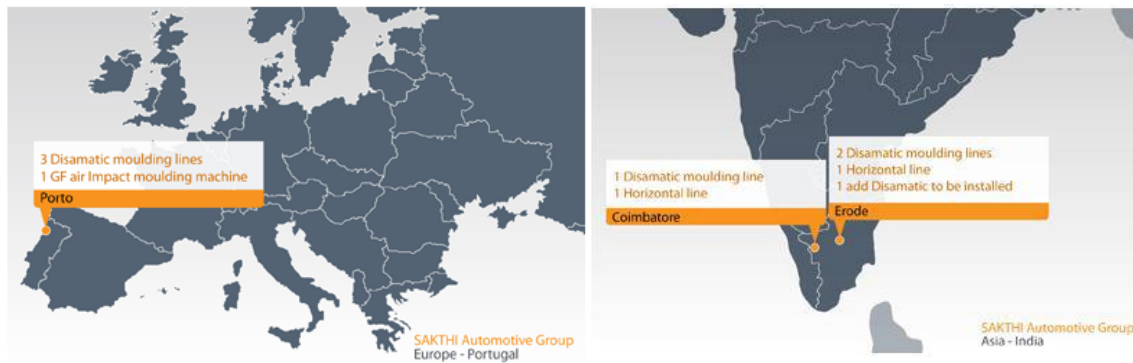 3 Disamatic moulding lines
1 GF air Impact moulding machine
Porto
SAKTHI Automotive Group
Europe - Portugal
1 Disamatic moulding line
1 Horizontal line
Coimbatore
2 Disamatic moulding lines
1 Horizontal line
1 add Disamatic to be installed
Erode
SAKTHI Automotive Group
Asia - India